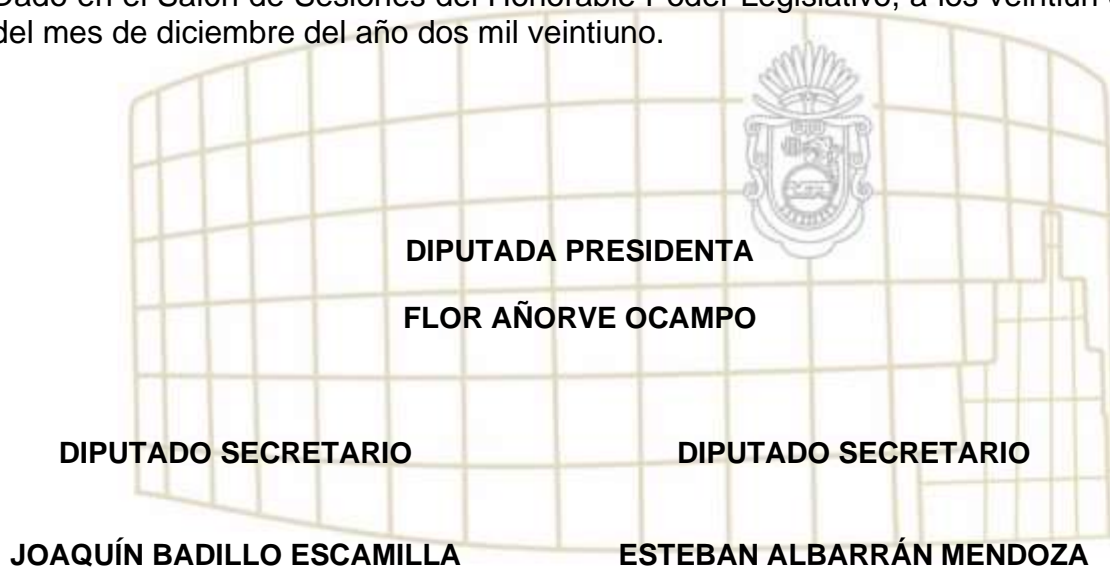 Dado en el Salón de Sesiones del Honorable Poder Legislativo, a los veintiún
del mes de diciembre del año dos mil veintiuno.
DIPUTADA PRESIDENTA
FLOR AÑORVE OCAMPO
DIPUTADO SECRETARIO DIPUTADO SECRETARIO
JOAQUÍN BADILLO ESCAMILLA ESTEBAN ALBARRÁN MENDOZA